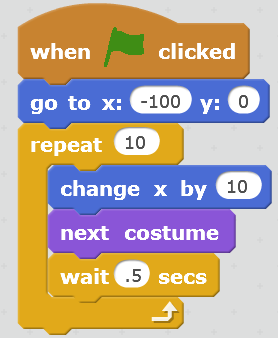 when clicked
go to x: -100 y: 0
repeat 10
change x by 10
next costume
wait .5 secs